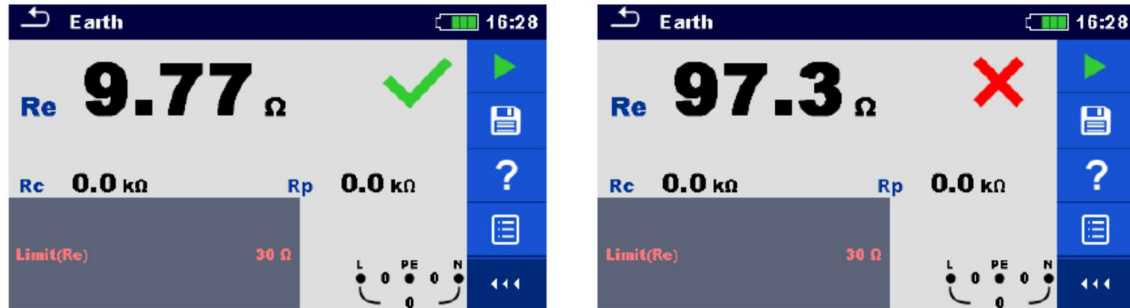 Earth 16:28
Re 9.77 Ω
Rc 0.0 kΩ Rp 0.0 kΩ
?
Limit(Re) 30 Ω
L PE N
0 0
0
Earth 16:28
Re 97.3 Ω
Rc 0.0 kΩ Rp 0.0 kΩ
?
Limit(Re) 30 Ω
L PE N
0 0
0